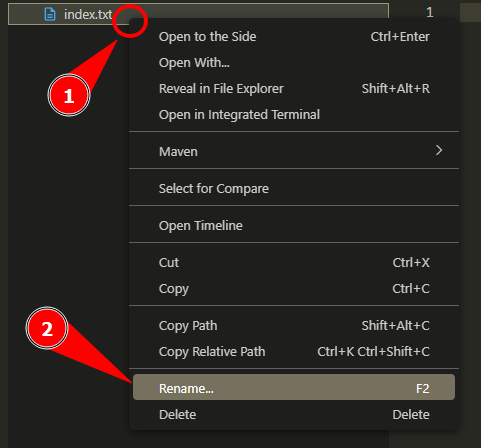 index.txt
1
1
Open to the Side Ctrl+Enter
Open With...
Reveal in File Explorer Shift+Alt+R
Open in Integrated Terminal
Maven
Select for Compare
Open Timeline
Cut Ctrl+X
Copy Ctrl+C
2
Copy Path Shift+Alt+C
Copy Relative Path Ctrl+K Ctrl+Shift+C
Rename... F2
Delete Delete